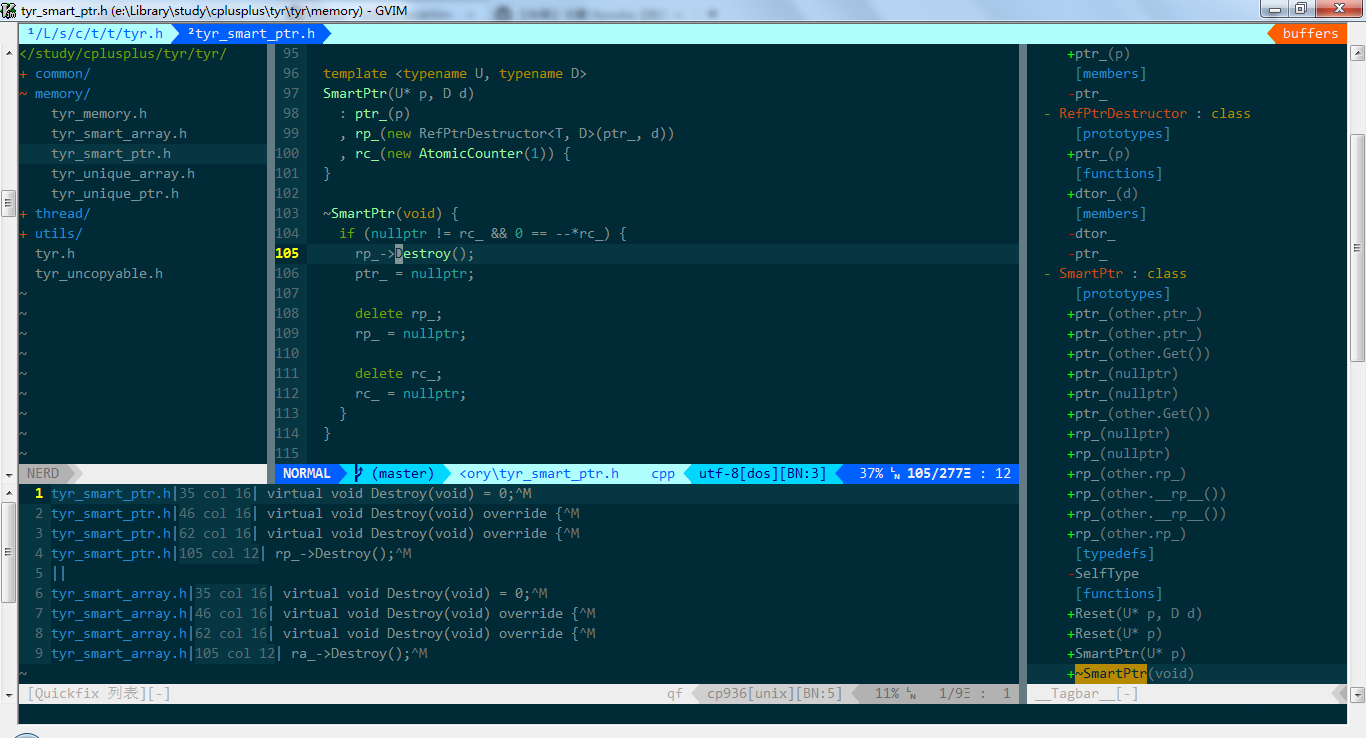 tyr_smart_ptr.h (e:\Library\study\cplusplus\tyr\tyr\memory) - GVIM
¹/L/s/c/t/t/tyr.h ²tyr_smart_ptr.h buffers
</study/cplusplus/tyr/tyr/
+ common/
~ memory/
tyr_memory.h
tyr_smart_array.h
tyr_smart_ptr.h
tyr_unique_array.h
tyr_unique_ptr.h
+ thread/
+ utils/
tyr.h
tyr_uncopyable.h
~
~
~
~
~
~
~
~
~
NERD
95
96 template <typename U, typename D>
97 SmartPtr(U* p, D d)
98 : ptr_(p)
99 , rp_(new RefPtrDestructor<T, D>(ptr_, d))
100 , rc_(new AtomicCounter(1)) {
101 }
102
103 ~SmartPtr(void) {
104 if (nullptr != rc_ && 0 == --*rc_) {
105 rp_->Destroy();
106 ptr_ = nullptr;
107
108 delete rp_;
109 rp_ = nullptr;
110
111 delete rc_;
112 rc_ = nullptr;
113 }
114 }
115
NORMAL (master) <ory\tyr_smart_ptr.h cpp utf-8[dos][BN:3] 37% ␤ 105/277Ξ : 12
1 tyr_smart_ptr.h|35 col 16| virtual void Destroy(void) = 0;^M
2 tyr_smart_ptr.h|46 col 16| virtual void Destroy(void) override {^M
3 tyr_smart_ptr.h|62 col 16| virtual void Destroy(void) override {^M
4 tyr_smart_ptr.h|105 col 12| rp_->Destroy();^M
5 ||
6 tyr_smart_array.h|35 col 16| virtual void Destroy(void) = 0;^M
7 tyr_smart_array.h|46 col 16| virtual void Destroy(void) override {^M
8 tyr_smart_array.h|62 col 16| virtual void Destroy(void) override {^M
9 tyr_smart_array.h|105 col 12| ra_->Destroy();^M
~
[Quickfix 列表][-] qf cp936[unix][BN:5] 11% ␤ 1/9Ξ : 1
+ptr_(p)
[members]
-ptr_
- RefPtrDestructor : class
[prototypes]
+ptr_(p)
[functions]
+dtor_(d)
[members]
-dtor_
-ptr_
- SmartPtr : class
[prototypes]
+ptr_(other.ptr_)
+ptr_(other.ptr_)
+ptr_(other.Get())
+ptr_(nullptr)
+ptr_(nullptr)
+ptr_(other.Get())
+rp_(nullptr)
+rp_(nullptr)
+rp_(other.rp_)
+rp_(other.__rp__())
+rp_(other.__rp__())
+rp_(other.rp_)
[typedefs]
-SelfType
[functions]
+Reset(U* p, D d)
+Reset(U* p)
+SmartPtr(U* p)
+~SmartPtr(void)
__Tagbar__[-]